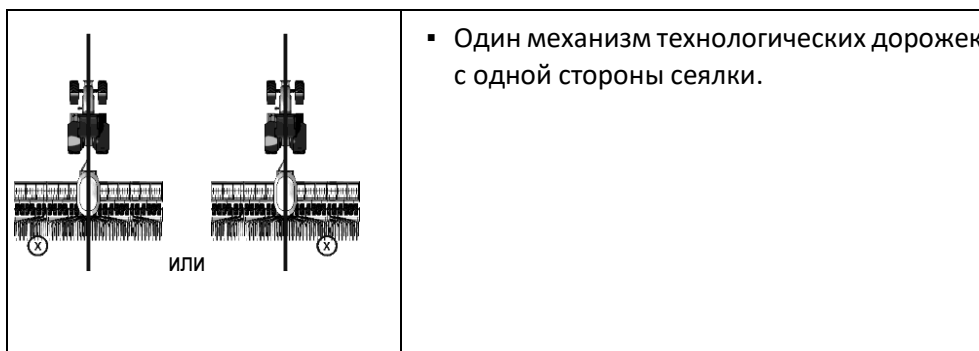 ▪ Один механизм технологических дорожек
с одной стороны сеялки.
X
X
ИЛИ